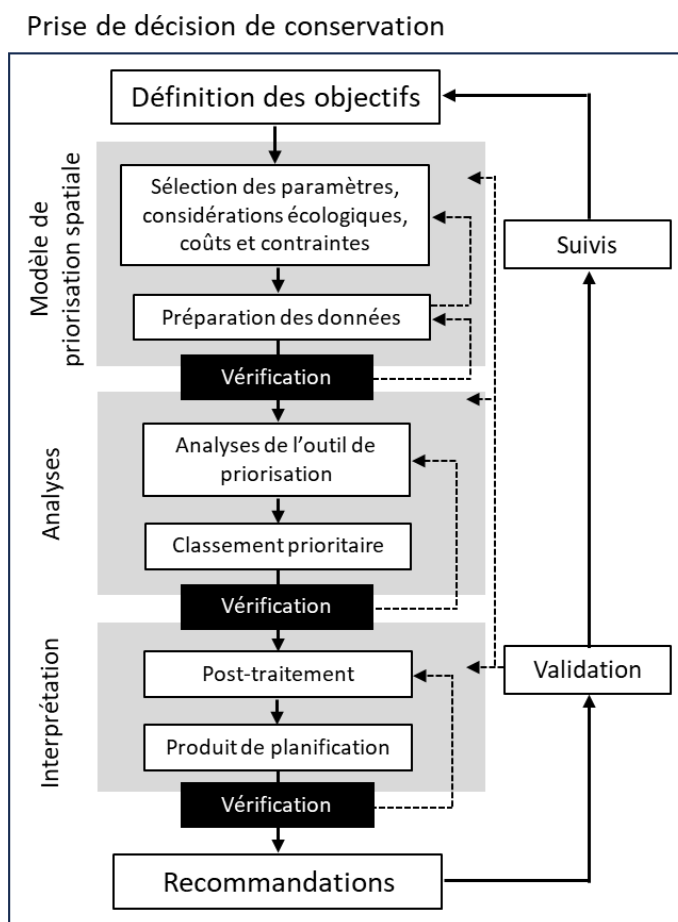 Prise de décision de conservation
Définition des objectifs
Modèle de
priorisation spatiale
Sélection des paramètres,
considérations écologiques,
coûts et contraintes
Préparation des données
Vérification
Suivis
Analyses
Analyses de l’outil de
priorisation
Classement prioritaire
Vérification
Interprétation
Post-traitement
Produit de planification
Vérification
Validation
Recommandations